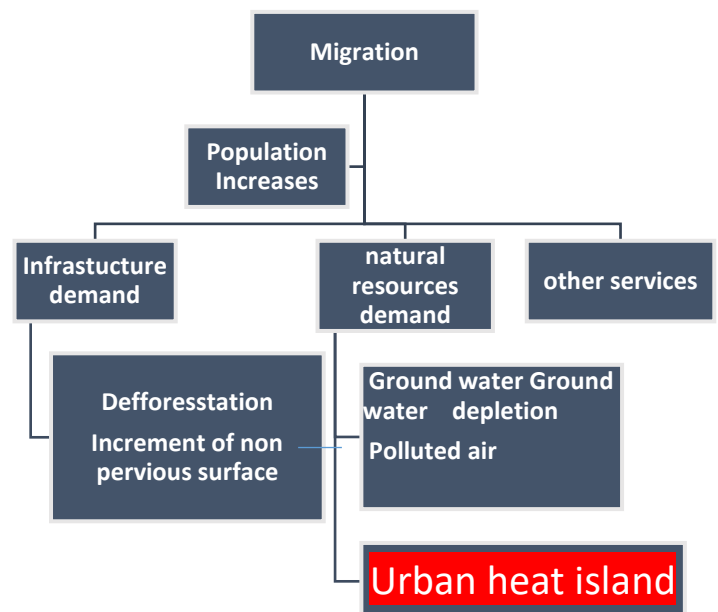 Migration
Population
Increases
Infrastucture
demand
natural
resources
demand
other services
Defforesstation
Increment of non
pervious surface
Ground water Ground
water depletion
Polluted air
Urban heat island